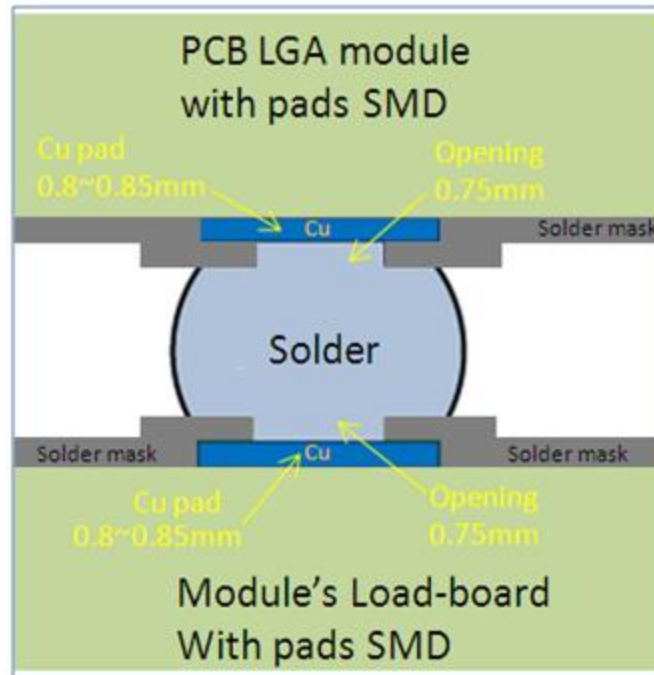 PCB LGA module
with pads SMD
Cu pad
0.8~0.85mm
Opening
0.75mm
Cu
Solder mask
Solder
Solder mask
Cu
Solder mask
Cu pad
0.8~0.85mm
Opening
0.75mm
Module's Load-board
With pads SMD